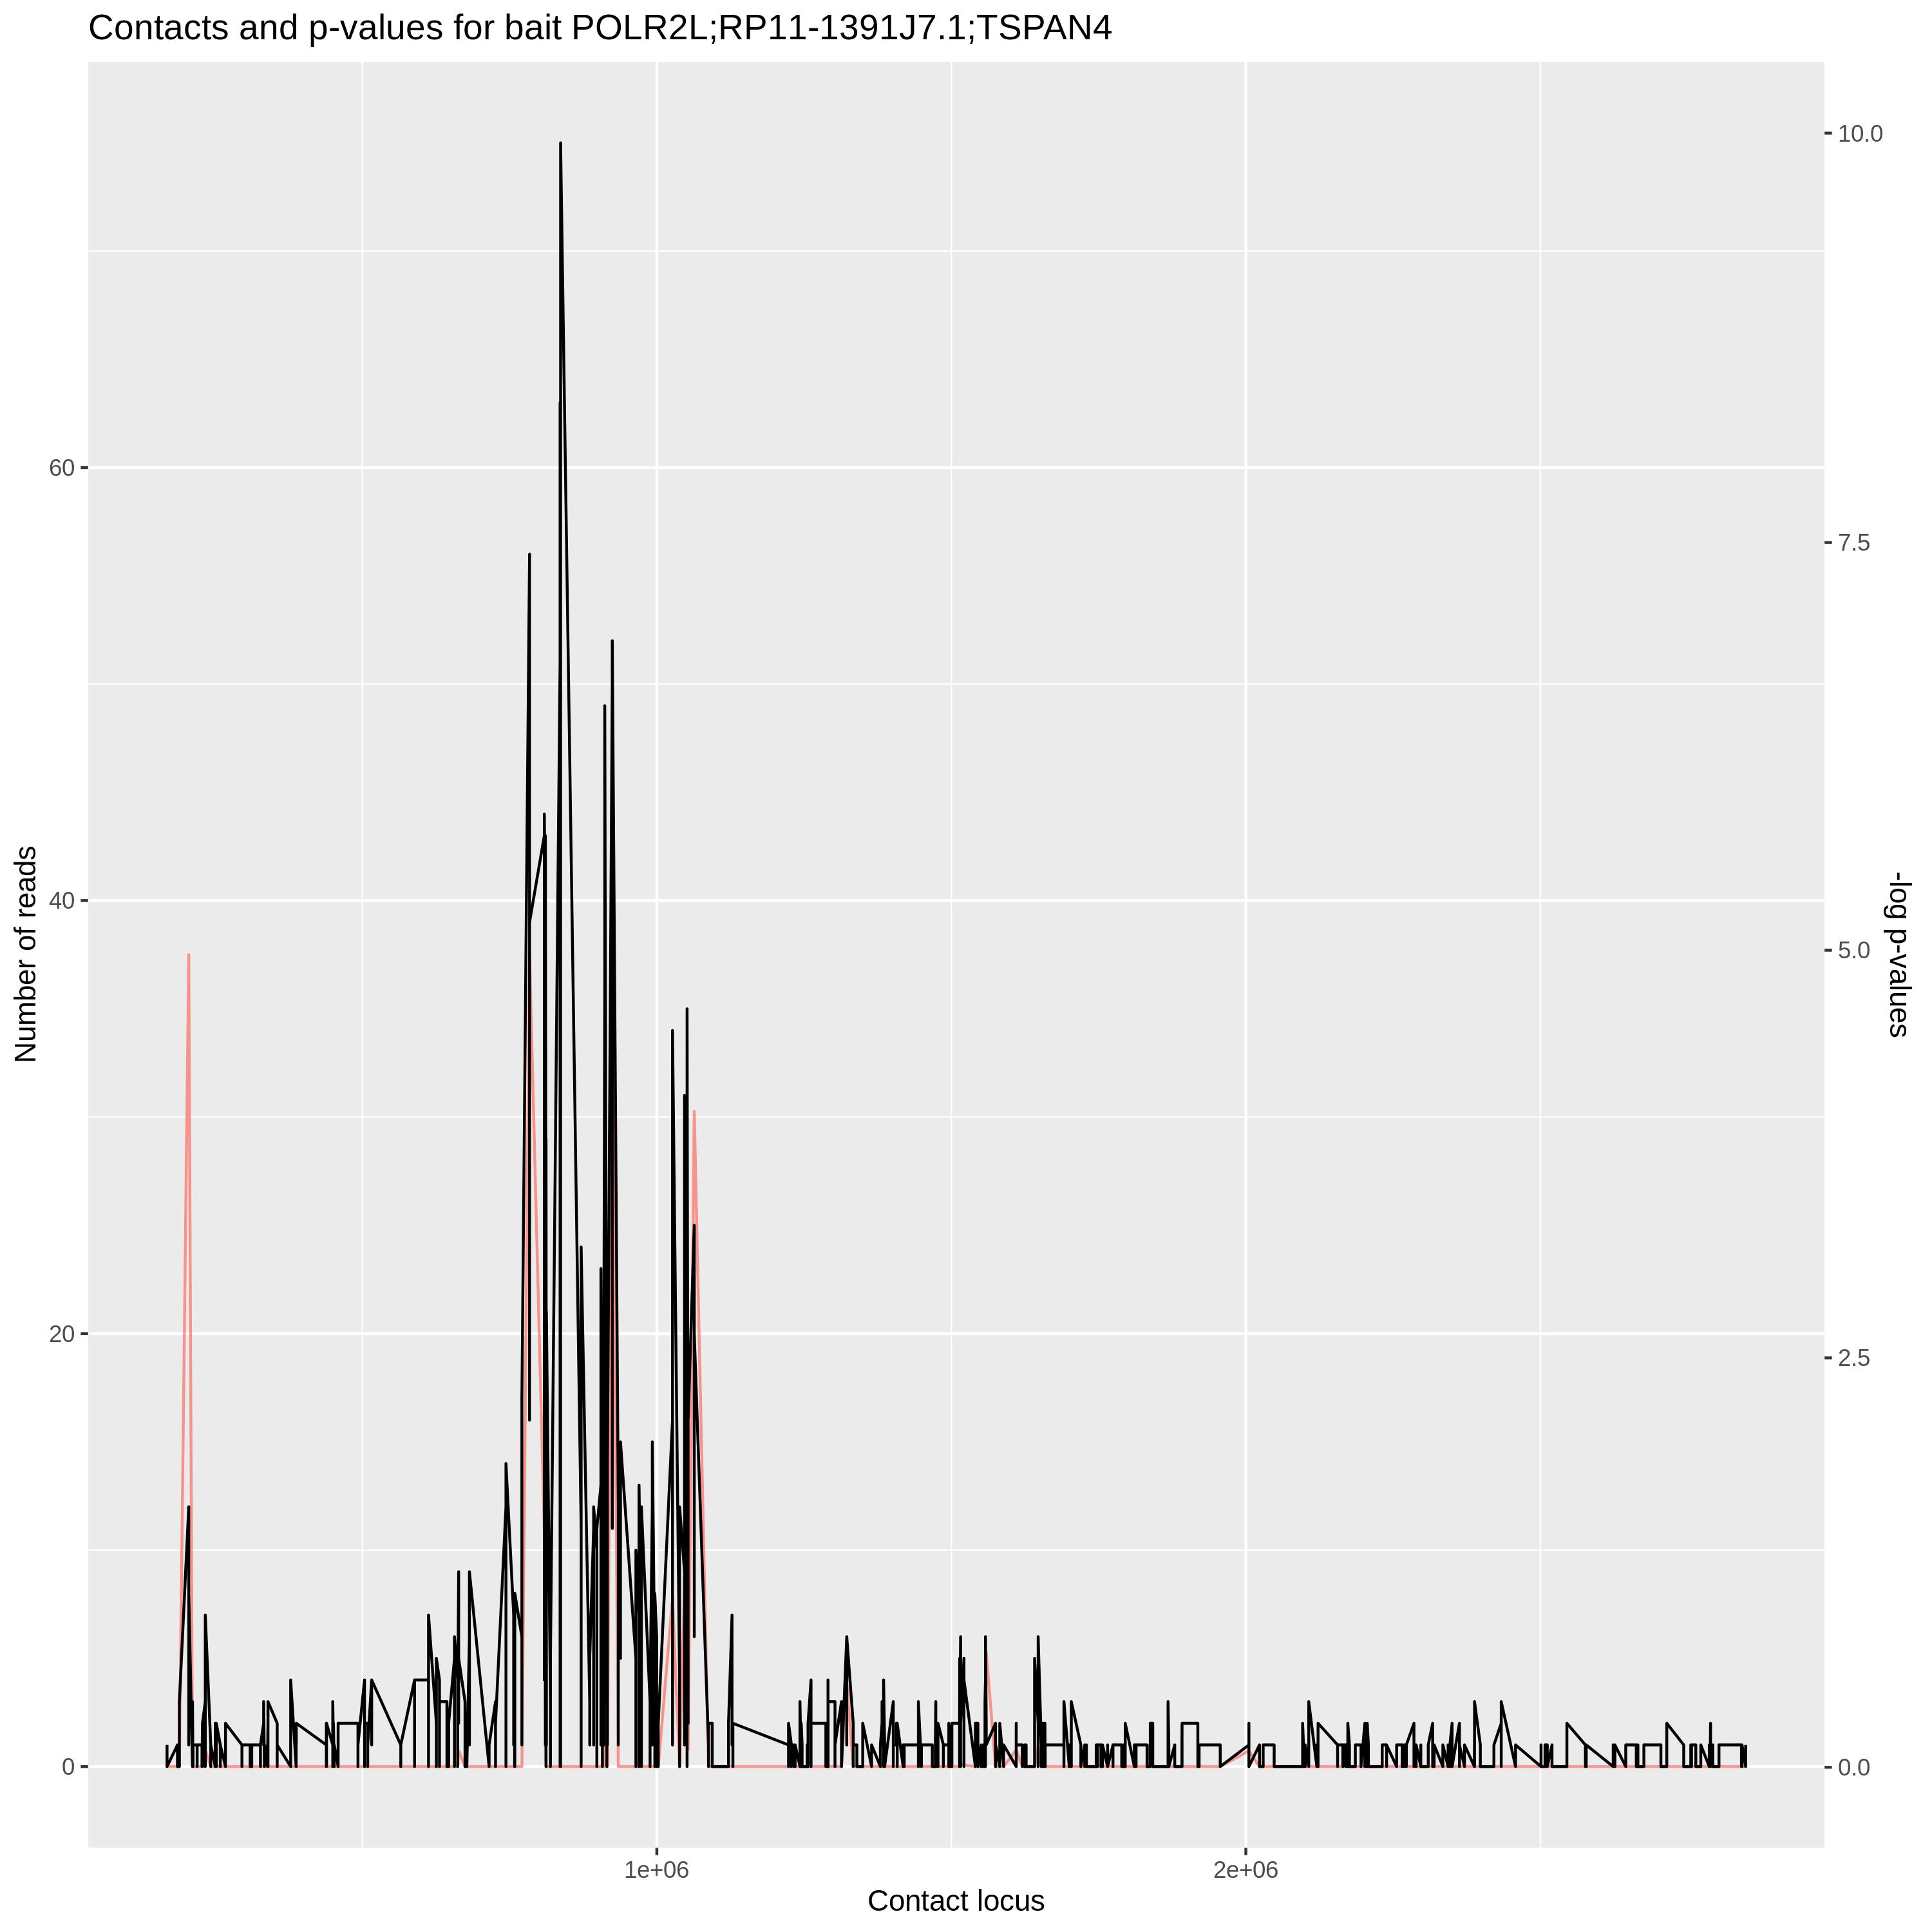 Contacts and p-values for bait POLR2L;RP11-1391J7.1;TSPAN4
Number of reads
60
40
20
0
10.0
7.5
5.0
2.5
0.0
-log p-values
1e+06
2e+06
Contact locus